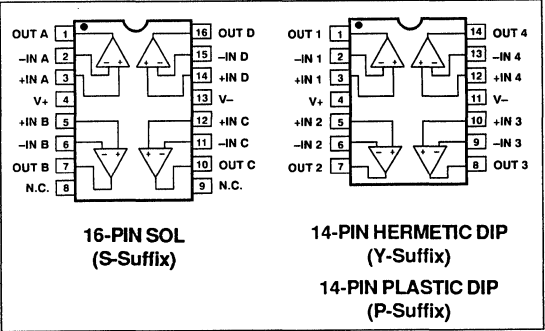 OUT A 1 16 OUT D
–IN A 2 15 –IN D
+IN A 3 14 +IN D
V+ 4 13 V–
+IN B 5 12 +IN C
–IN B 6 11 –IN C
OUT B 7 10 OUT C
N.C. 8 9 N.C.
– + – +
– + – +
16-PIN SOL
(S-Suffix)
OUT 1 1 14 OUT 4
–IN 1 2 13 –IN 4
+IN 1 3 12 +IN 4
V+ 4 11 V–
+IN 2 5 10 +IN 3
–IN 2 6 9 –IN 3
OUT 2 7 8 OUT 3
– + – +
– + – +
14-PIN HERMETIC DIP
(Y-Suffix)
14-PIN PLASTIC DIP
(P-Suffix)